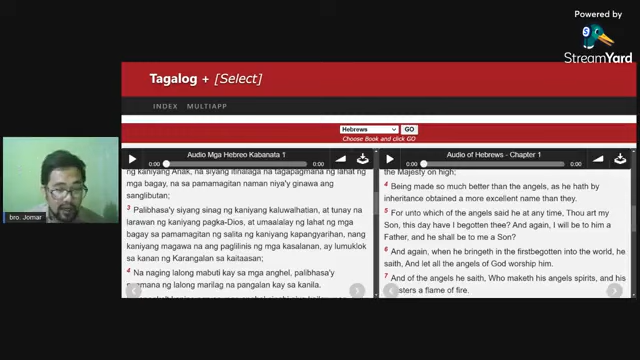 Powered by
StreamYard
Tagalog + [Select]
INDEX MULTIAPP
Hebrews GO
Choose Book and click GO
Audio Mga Hebreo Kabanata 1
0:00 0:00
ng kaniyang Anak, na siyang itinalaga na tagapagmana ng lahat ng
mga bagay, na sa pamamagitan naman niya'y ginawa ang
sanglibutan;
3 Palibhasa'y siyang sinag ng kaniyang kaluwalhatian, at tunay na
larawan ng kaniyang pagka-Dios, at umaalalay ng lahat ng mga
bagay sa pamamagitan ng salita ng kaniyang kapangyarihan, nang
kaniyang magawa na ang paglilinis ng mga kasalanan, ay lumuklok
sa kanan ng Karangalan sa kaitaasan;
4 Na naging lalong mabuti kay sa mga anghel, palibhasa'y
nagmana ng lalong marilag na pangalan kay sa kanila.
Audio of Hebrews - Chapter 1
0:00 0:00
the Majesty on high;
4 Being made so much better than the angels, as he hath by
inheritance obtained a more excellent name than they.
5 For unto which of the angels said he at any time, Thou art my
Son, this day have I begotten thee? And again, I will be to him a
Father, and he shall be to me a Son?
6 And again, when he bringeth in the firstbegotten into the world, he
saith, And let all the angels of God worship him.
7 And of the angels he saith, Who maketh his angels spirits, and his
ministers a flame of fire.
bro. Jomar